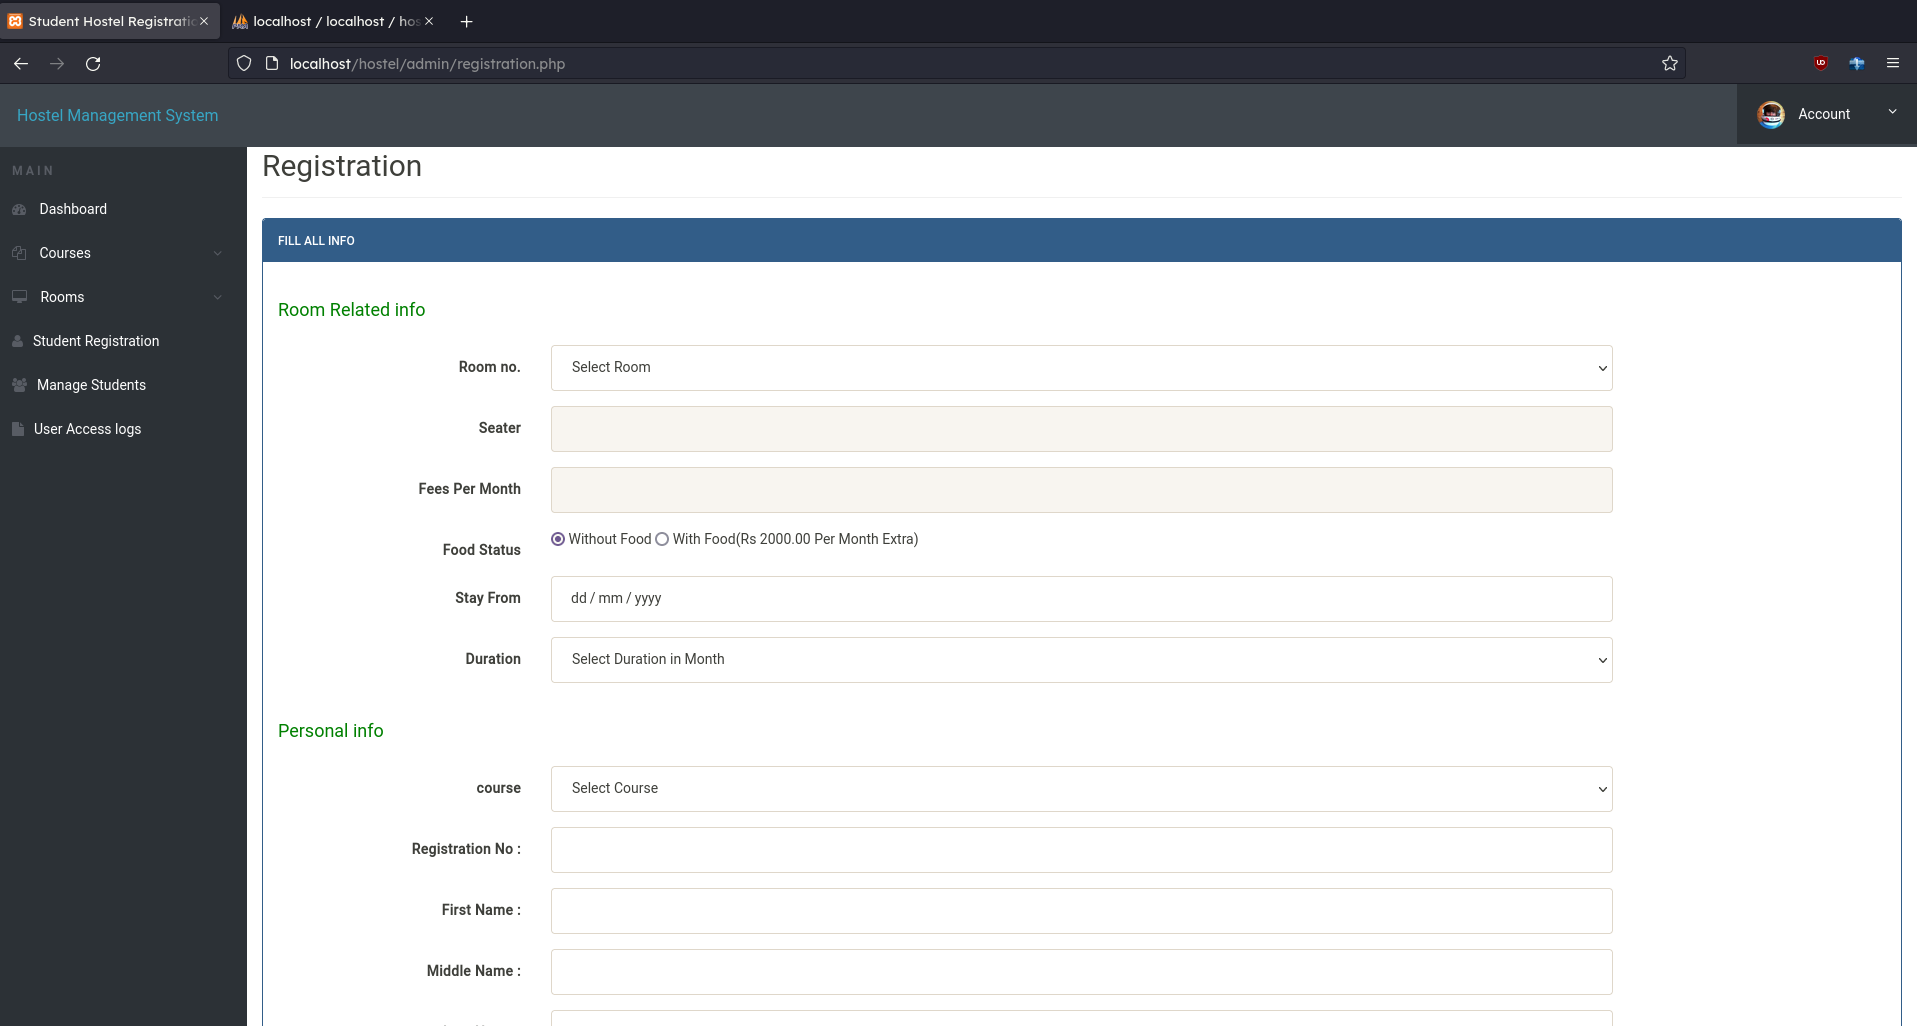 Student Hostel Registratio
localhost / localhost / hos
localhost/hostel/admin/registration.php
Hostel Management System
Account
MAIN
Dashboard
Courses
Rooms
Student Registration
Manage Students
User Access logs
Registration
FILL ALL INFO
Room Related info
Room no.
Select Room
Seater
Fees Per Month
Food Status
Without Food
With Food(Rs 2000.00 Per Month Extra)
Stay From
dd / mm / yyyy
Duration
Select Duration in Month
Personal info
course
Select Course
Registration No :
First Name :
Middle Name :